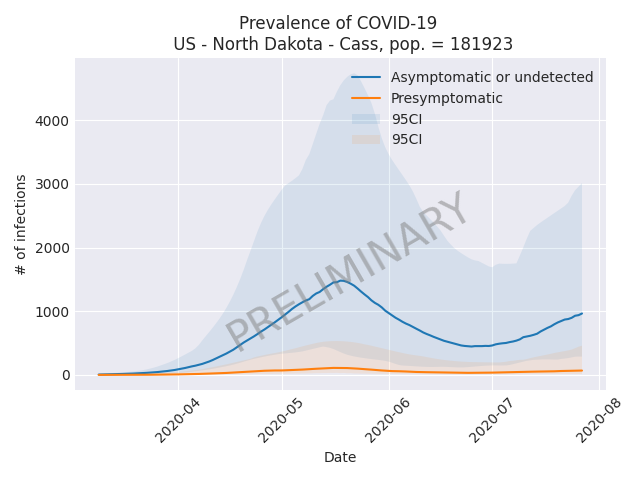 Prevalence of COVID-19
US - North Dakota - Cass, pop. = 181923
Asymptomatic or undetected
Presymptomatic
95CI
95CI
# of infections
4000
3000
2000
1000
0
PRELIMINARY
2020-04
2020-05
2020-06
2020-07
2020-08
Date